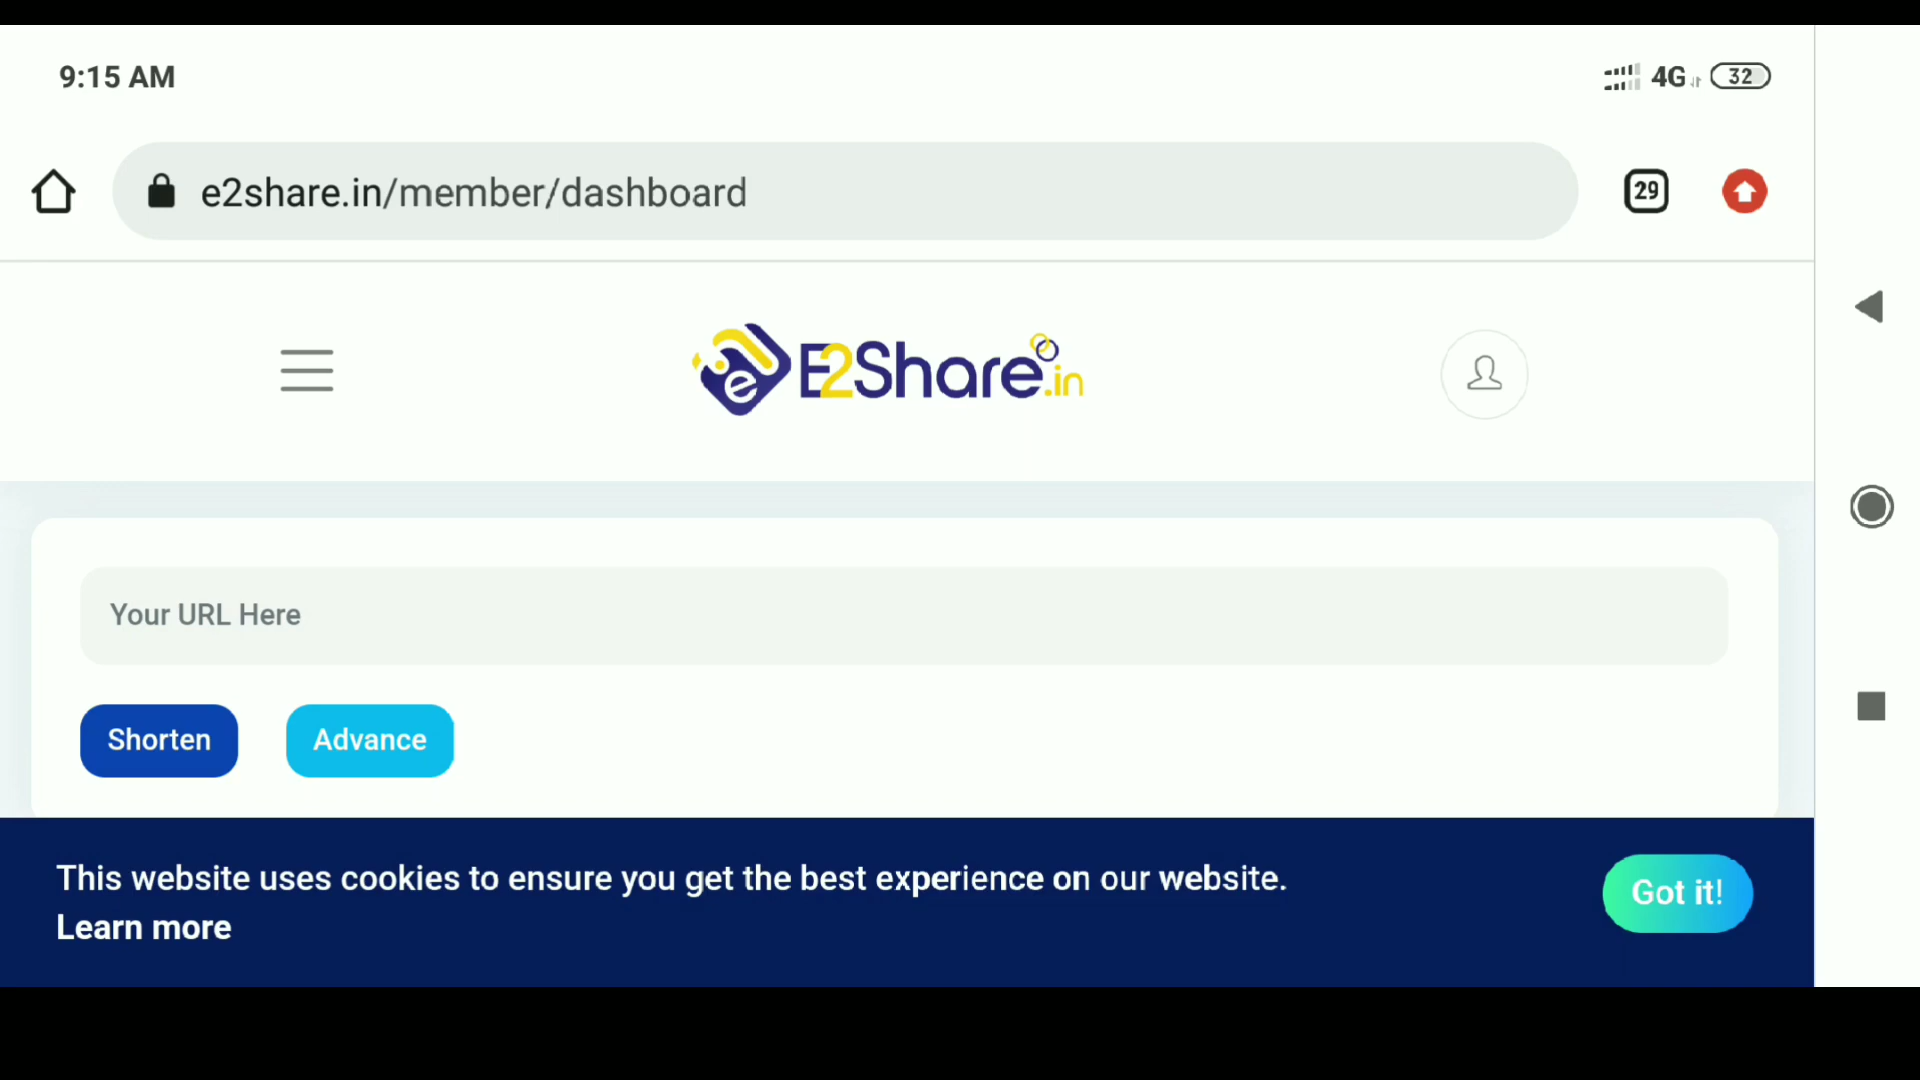 9:15 AM
4G
32
e2share.in/member/dashboard
29
e E2Share.in
Your URL Here
Shorten
Advance
This website uses cookies to ensure you get the best experience on our website.
Learn more
Got it!